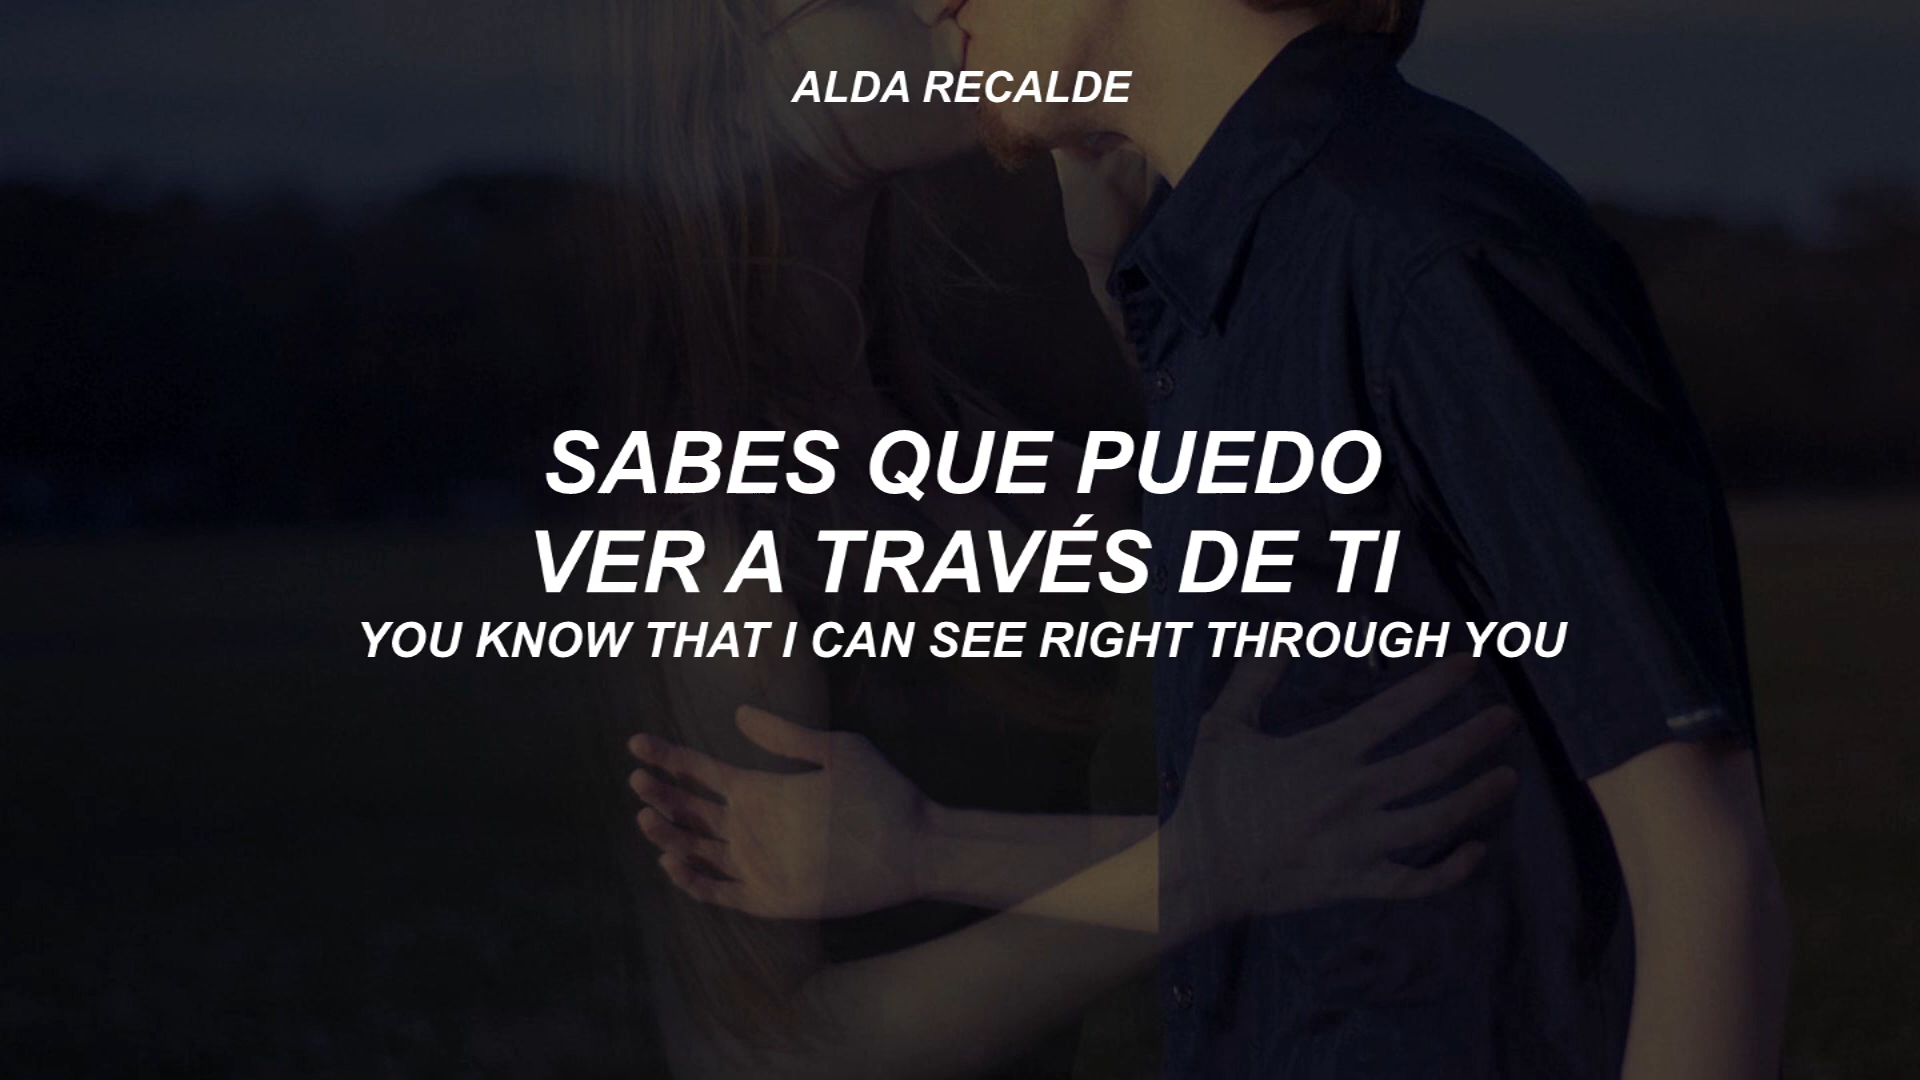 ALDA RECALDE
SABES QUE PUEDO
VER A TRAVÉS DE TI
YOU KNOW THAT I CAN SEE RIGHT THROUGH YOU